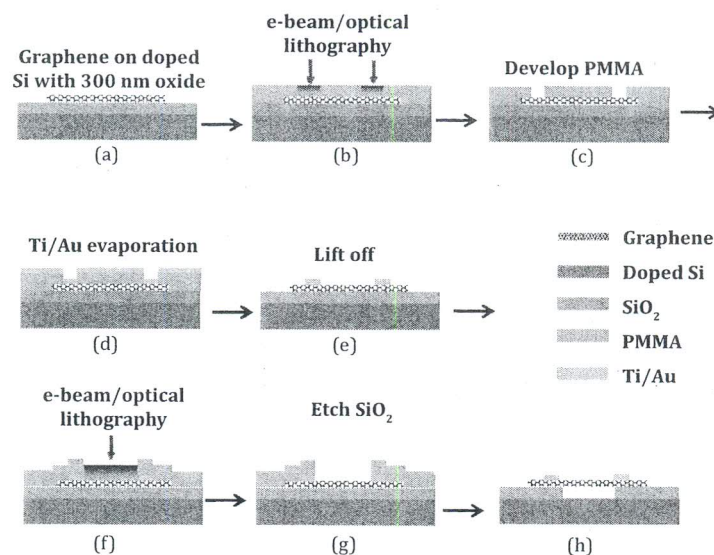 Graphene on doped
Si with 300 nm oxide
(a)
e-beam/optical
lithography
(b)
Develop PMMA
(c)
Ti/Au evaporation
(d)
Lift off
(e)
Graphene
Doped Si
SiO₂
PMMA
Ti/Au
e-beam/optical
lithography
(f)
Etch SiO₂
(g)
(h)